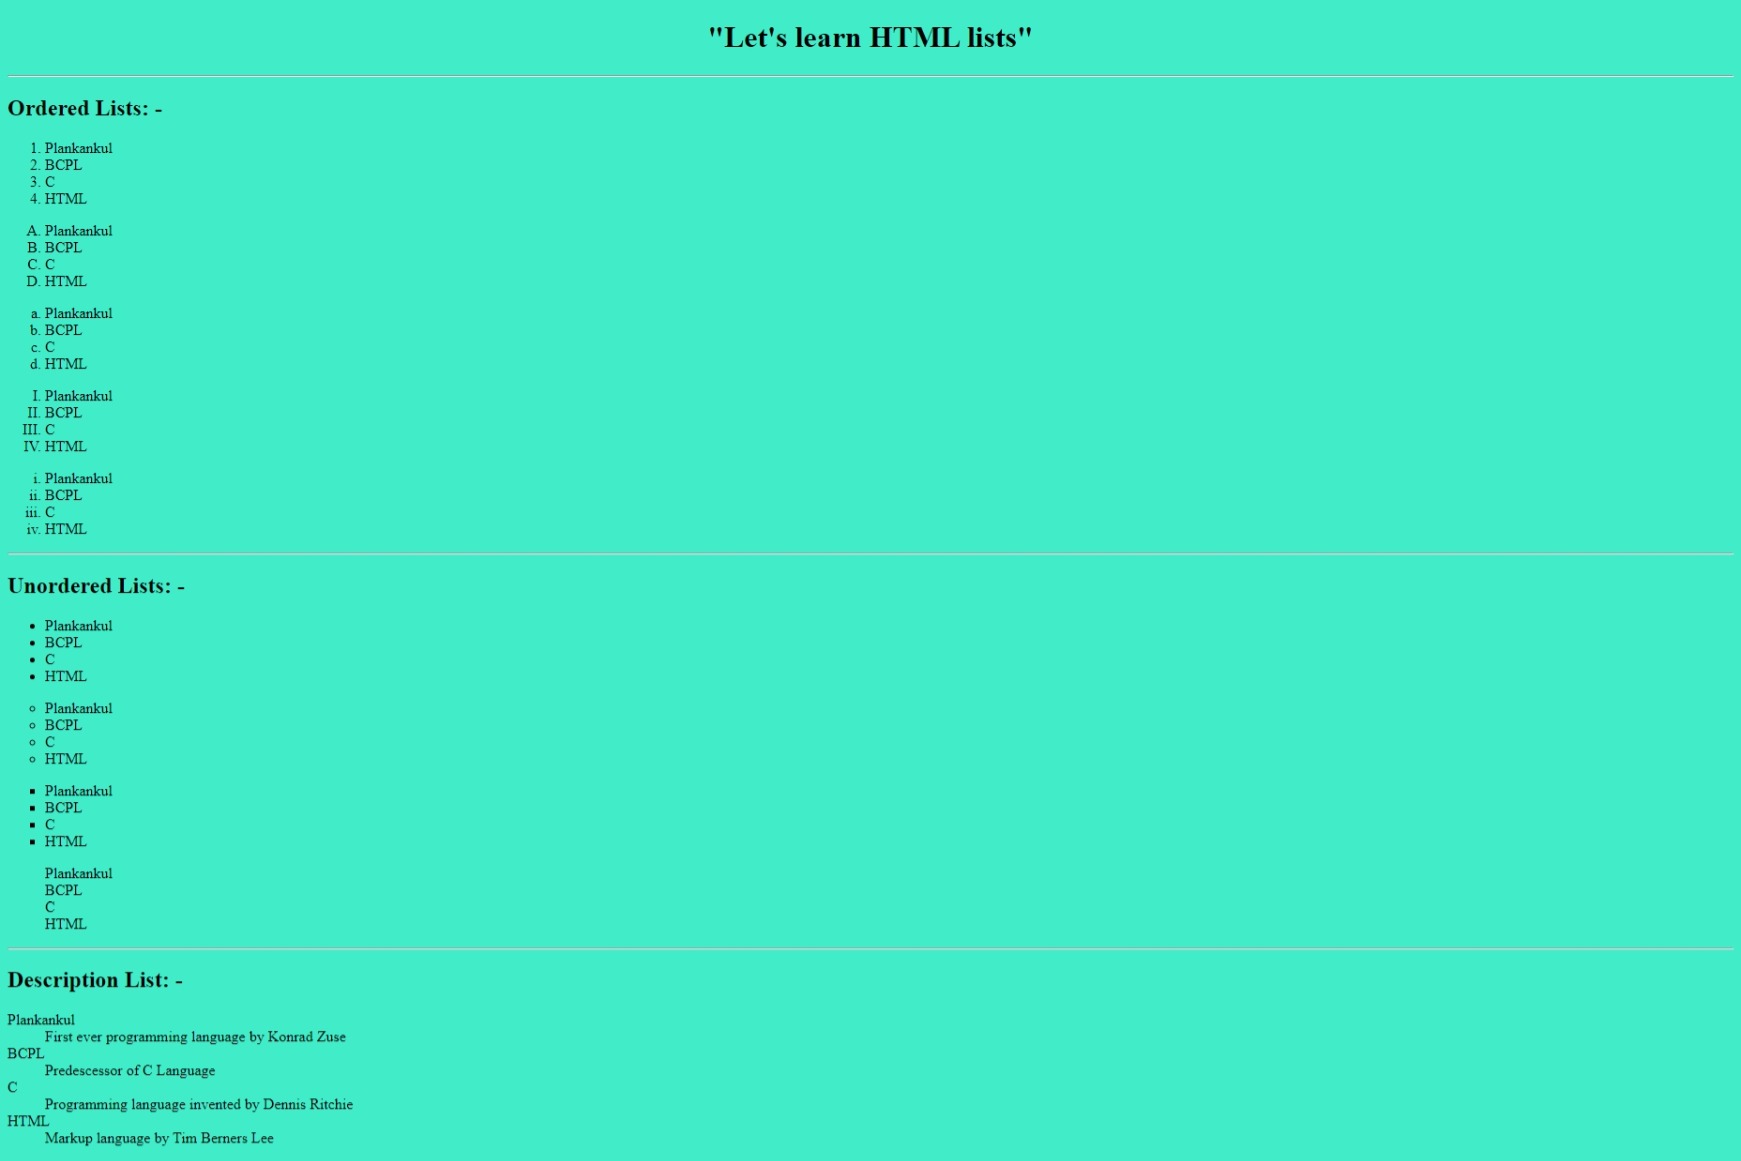 "Let's learn HTML lists"
Ordered Lists: -
1. Plankankul
2. BCPL
3. C
4. HTML
A. Plankankul
B. BCPL
C. C
D. HTML
a. Plankankul
b. BCPL
c. C
d. HTML
I. Plankankul
II. BCPL
III. C
IV. HTML
i. Plankankul
ii. BCPL
iii. C
iv. HTML
Unordered Lists: -
• Plankankul
• BCPL
• C
• HTML
◦ Plankankul
◦ BCPL
◦ C
◦ HTML
▪ Plankankul
▪ BCPL
▪ C
▪ HTML
Plankankul
BCPL
C
HTML
Description List: -
Plankankul
First ever programming language by Konrad Zuse
BCPL
Predescessor of C Language
C
Programming language invented by Dennis Ritchie
HTML
Markup language by Tim Berners Lee